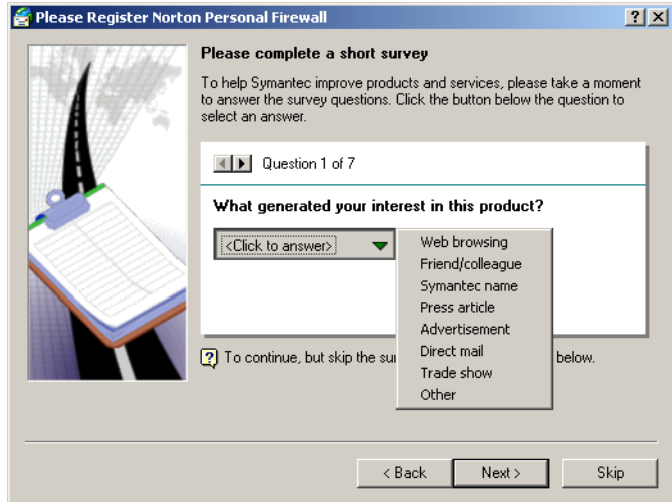 Please Register Norton Personal Firewall
Please complete a short survey
To help Symantec improve products and services, please take a moment
to answer the survey questions. Click the button below the question to
select an answer.
Question 1 of 7
What generated your interest in this product?
<Click to answer>
Web browsing
Friend/colleague
Symantec name
Press article
Advertisement
Direct mail
Trade show
Other
To continue, but skip the below.
< Back
Next >
Skip